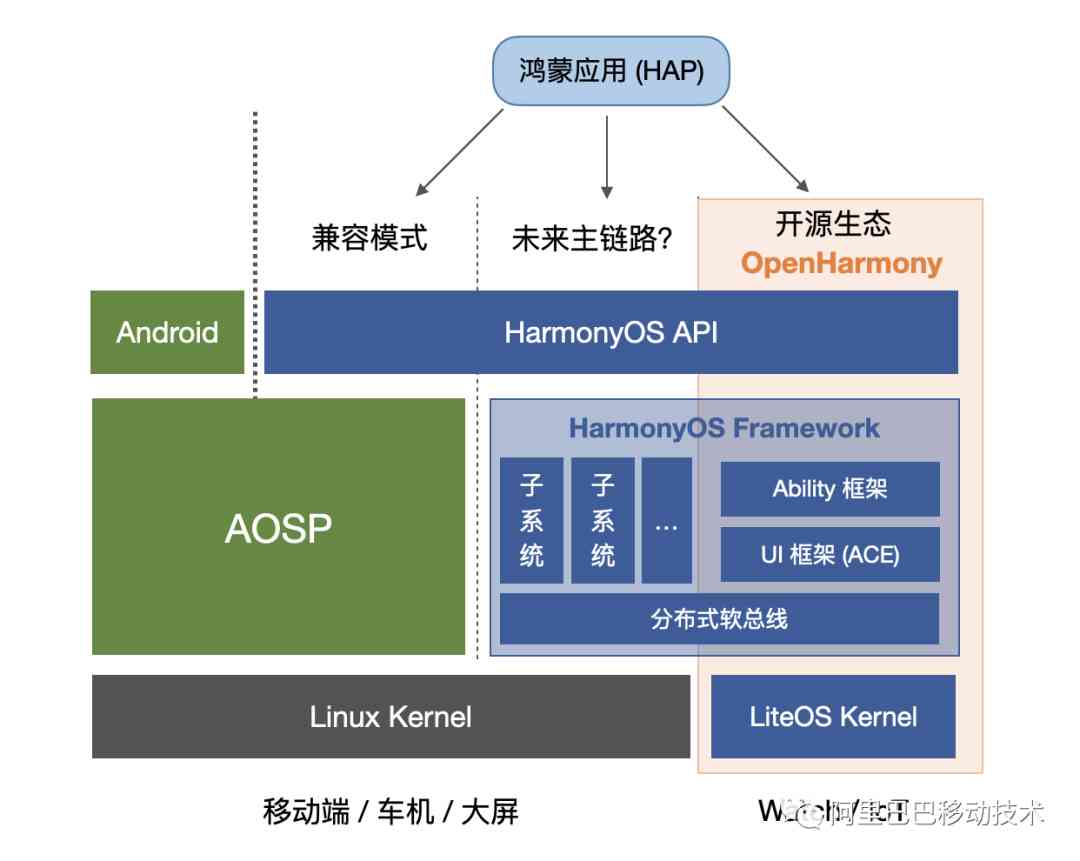 鸿蒙应用 (HAP)
兼容模式
未来主链路?
开源生态
OpenHarmony
Android
HarmonyOS API
AOSP
HarmonyOS Framework
子系统
子系统
...
Ability 框架
UI 框架 (ACE)
分布式软总线
Linux Kernel
LiteOS Kernel
移动端 / 车机 / 大屏
Watch / IoT
阿里巴巴移动技术